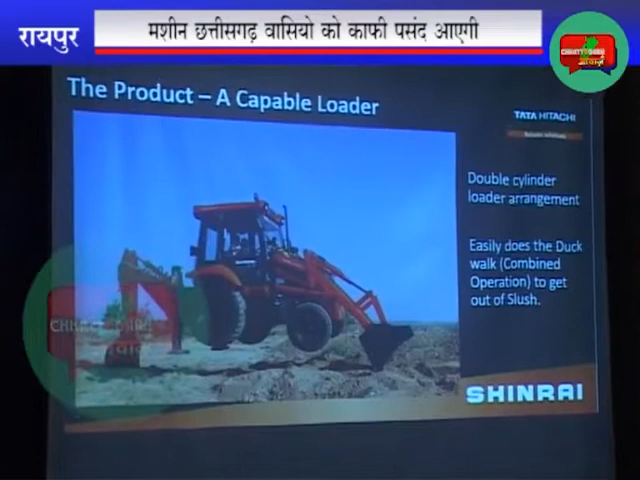 रायपुर
मशीन छत्तीसगढ़ वासियो को काफी पसंद आएगी
The Product – A Capable Loader
TATA HITACHI
Double cylinder
loader arrangement
Easily does the Duck
walk (Combined
Operation) to get
out of Slush.
SHINRAI